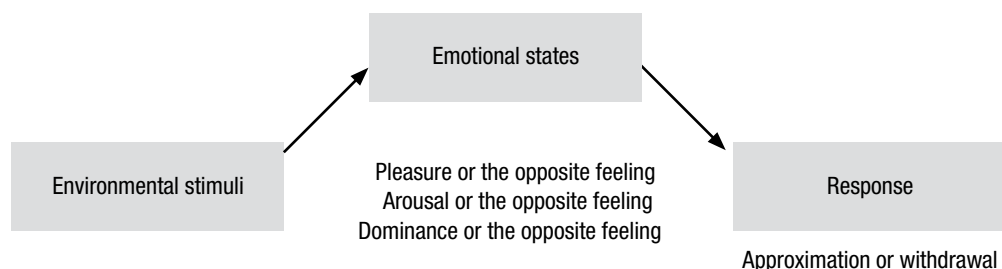 Emotional states
Environmental stimuli
Pleasure or the opposite feeling
Arousal or the opposite feeling
Dominance or the opposite feeling
Response
Approximation or withdrawal